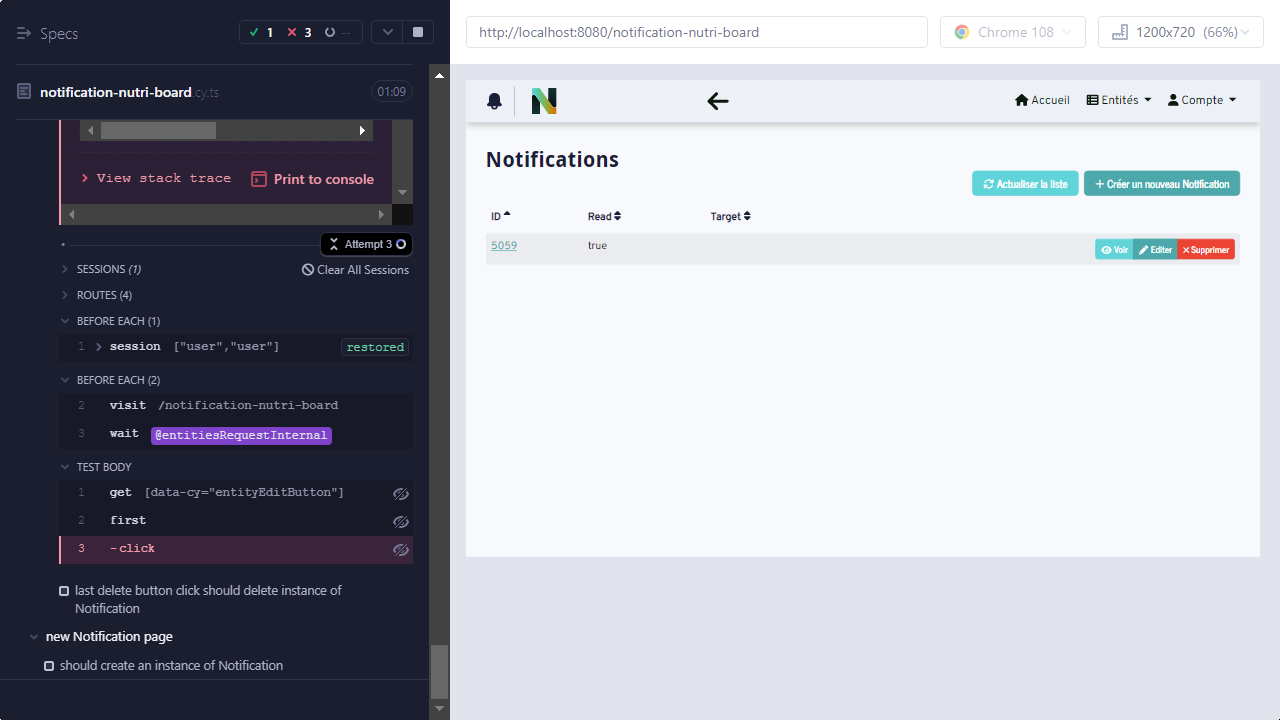 Specs
1
3
--
notification-nutri-board.cy.ts
01:09
View stack trace
Print to console
Attempt 3
SESSIONS (1)
Clear All Sessions
ROUTES (4)
BEFORE EACH (1)
1 session ["user","user"] restored
BEFORE EACH (2)
2 visit /notification-nutri-board
3 wait @entitiesRequestInternal
TEST BODY
1 get [data-cy="entityEditButton"]
2 first
3 -click
last delete button click should delete instance of
Notification
new Notification page
should create an instance of Notification
http://localhost:8080/notification-nutri-board
Chrome 108
1200x720 (66%)
N
Accueil
Entités
Compte
Notifications
Actualiser la liste
Créer un nouveau Notification
ID Read Target
5059 true
Voir
Editer
Supprimer